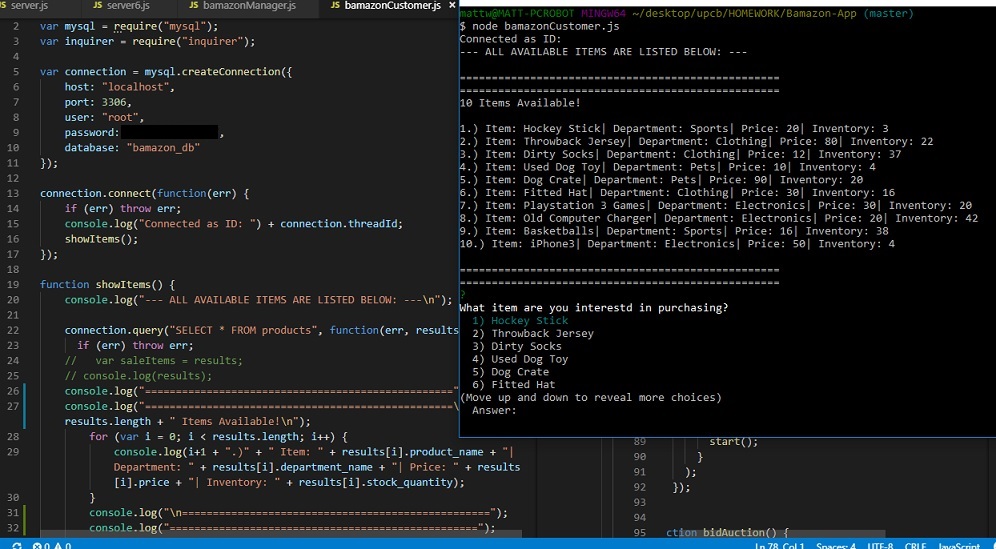 server.js server6.js bamazonManager.js JS bamazonCustomer.js ×
2 var mysql = require("mysql");
3 var inquirer = require("inquirer");
4
5 var connection = mysql.createConnection({
6 host: "localhost",
7 port: 3306,
8 user: "root",
9 password: ,
10 database: "bamazon_db"
11 });
12
13 connection.connect(function(err) {
14 if (err) throw err;
15 console.log("Connected as ID: ") + connection.threadId;
16 showItems();
17 });
18
19 function showItems() {
20 console.log("--- ALL AVAILABLE ITEMS ARE LISTED BELOW: ---\n");
21
22 connection.query("SELECT * FROM products", function(err, results
23 if (err) throw err;
24 // var saleItems = results;
25 // console.log(results);
26 console.log("=================================================="
27 console.log("==================================================\
results.length + " Items Available!\n");
28 for (var i = 0; i < results.length; i++) {
29 console.log(i+1 + ".)" + " Item: " + results[i].product_name + "|
Department: " + results[i].department_name + "| Price: " + results
[i].price + "| Inventory: " + results[i].stock_quantity);
30 }
31 console.log("\n==================================================");
32 console.log("==================================================");
mattw@MATT-PCROBOT MINGW64 ~/desktop/upcb/HOMEWORK/Bamazon-App (master)
$ node bamazonCustomer.js
Connected as ID:
--- ALL AVAILABLE ITEMS ARE LISTED BELOW: ---
==================================================
==================================================
10 Items Available!
1.) Item: Hockey Stick| Department: Sports| Price: 20| Inventory: 3
2.) Item: Throwback Jersey| Department: Clothing| Price: 80| Inventory: 22
3.) Item: Dirty Socks| Department: Clothing| Price: 12| Inventory: 37
4.) Item: Used Dog Toy| Department: Pets| Price: 10| Inventory: 4
5.) Item: Dog Crate| Department: Pets| Price: 90| Inventory: 20
6.) Item: Fitted Hat| Department: Clothing| Price: 30| Inventory: 16
7.) Item: Playstation 3 Games| Department: Electronics| Price: 30| Inventory: 20
8.) Item: Old Computer Charger| Department: Electronics| Price: 20| Inventory: 42
9.) Item: Basketballs| Department: Sports| Price: 16| Inventory: 38
10.) Item: iPhone3| Department: Electronics| Price: 50| Inventory: 4
==================================================
==================================================
?
What item are you interestd in purchasing?
1) Hockey Stick
2) Throwback Jersey
3) Dirty Socks
4) Used Dog Toy
5) Dog Crate
6) Fitted Hat
(Move up and down to reveal more choices)
Answer:
89 start();
90 }
91 );
92 });
93
94
95 ction bidAuction() {
0 0 Ln 78, Col 1 Spaces: 4 UTF-8 CRLF JavaScript